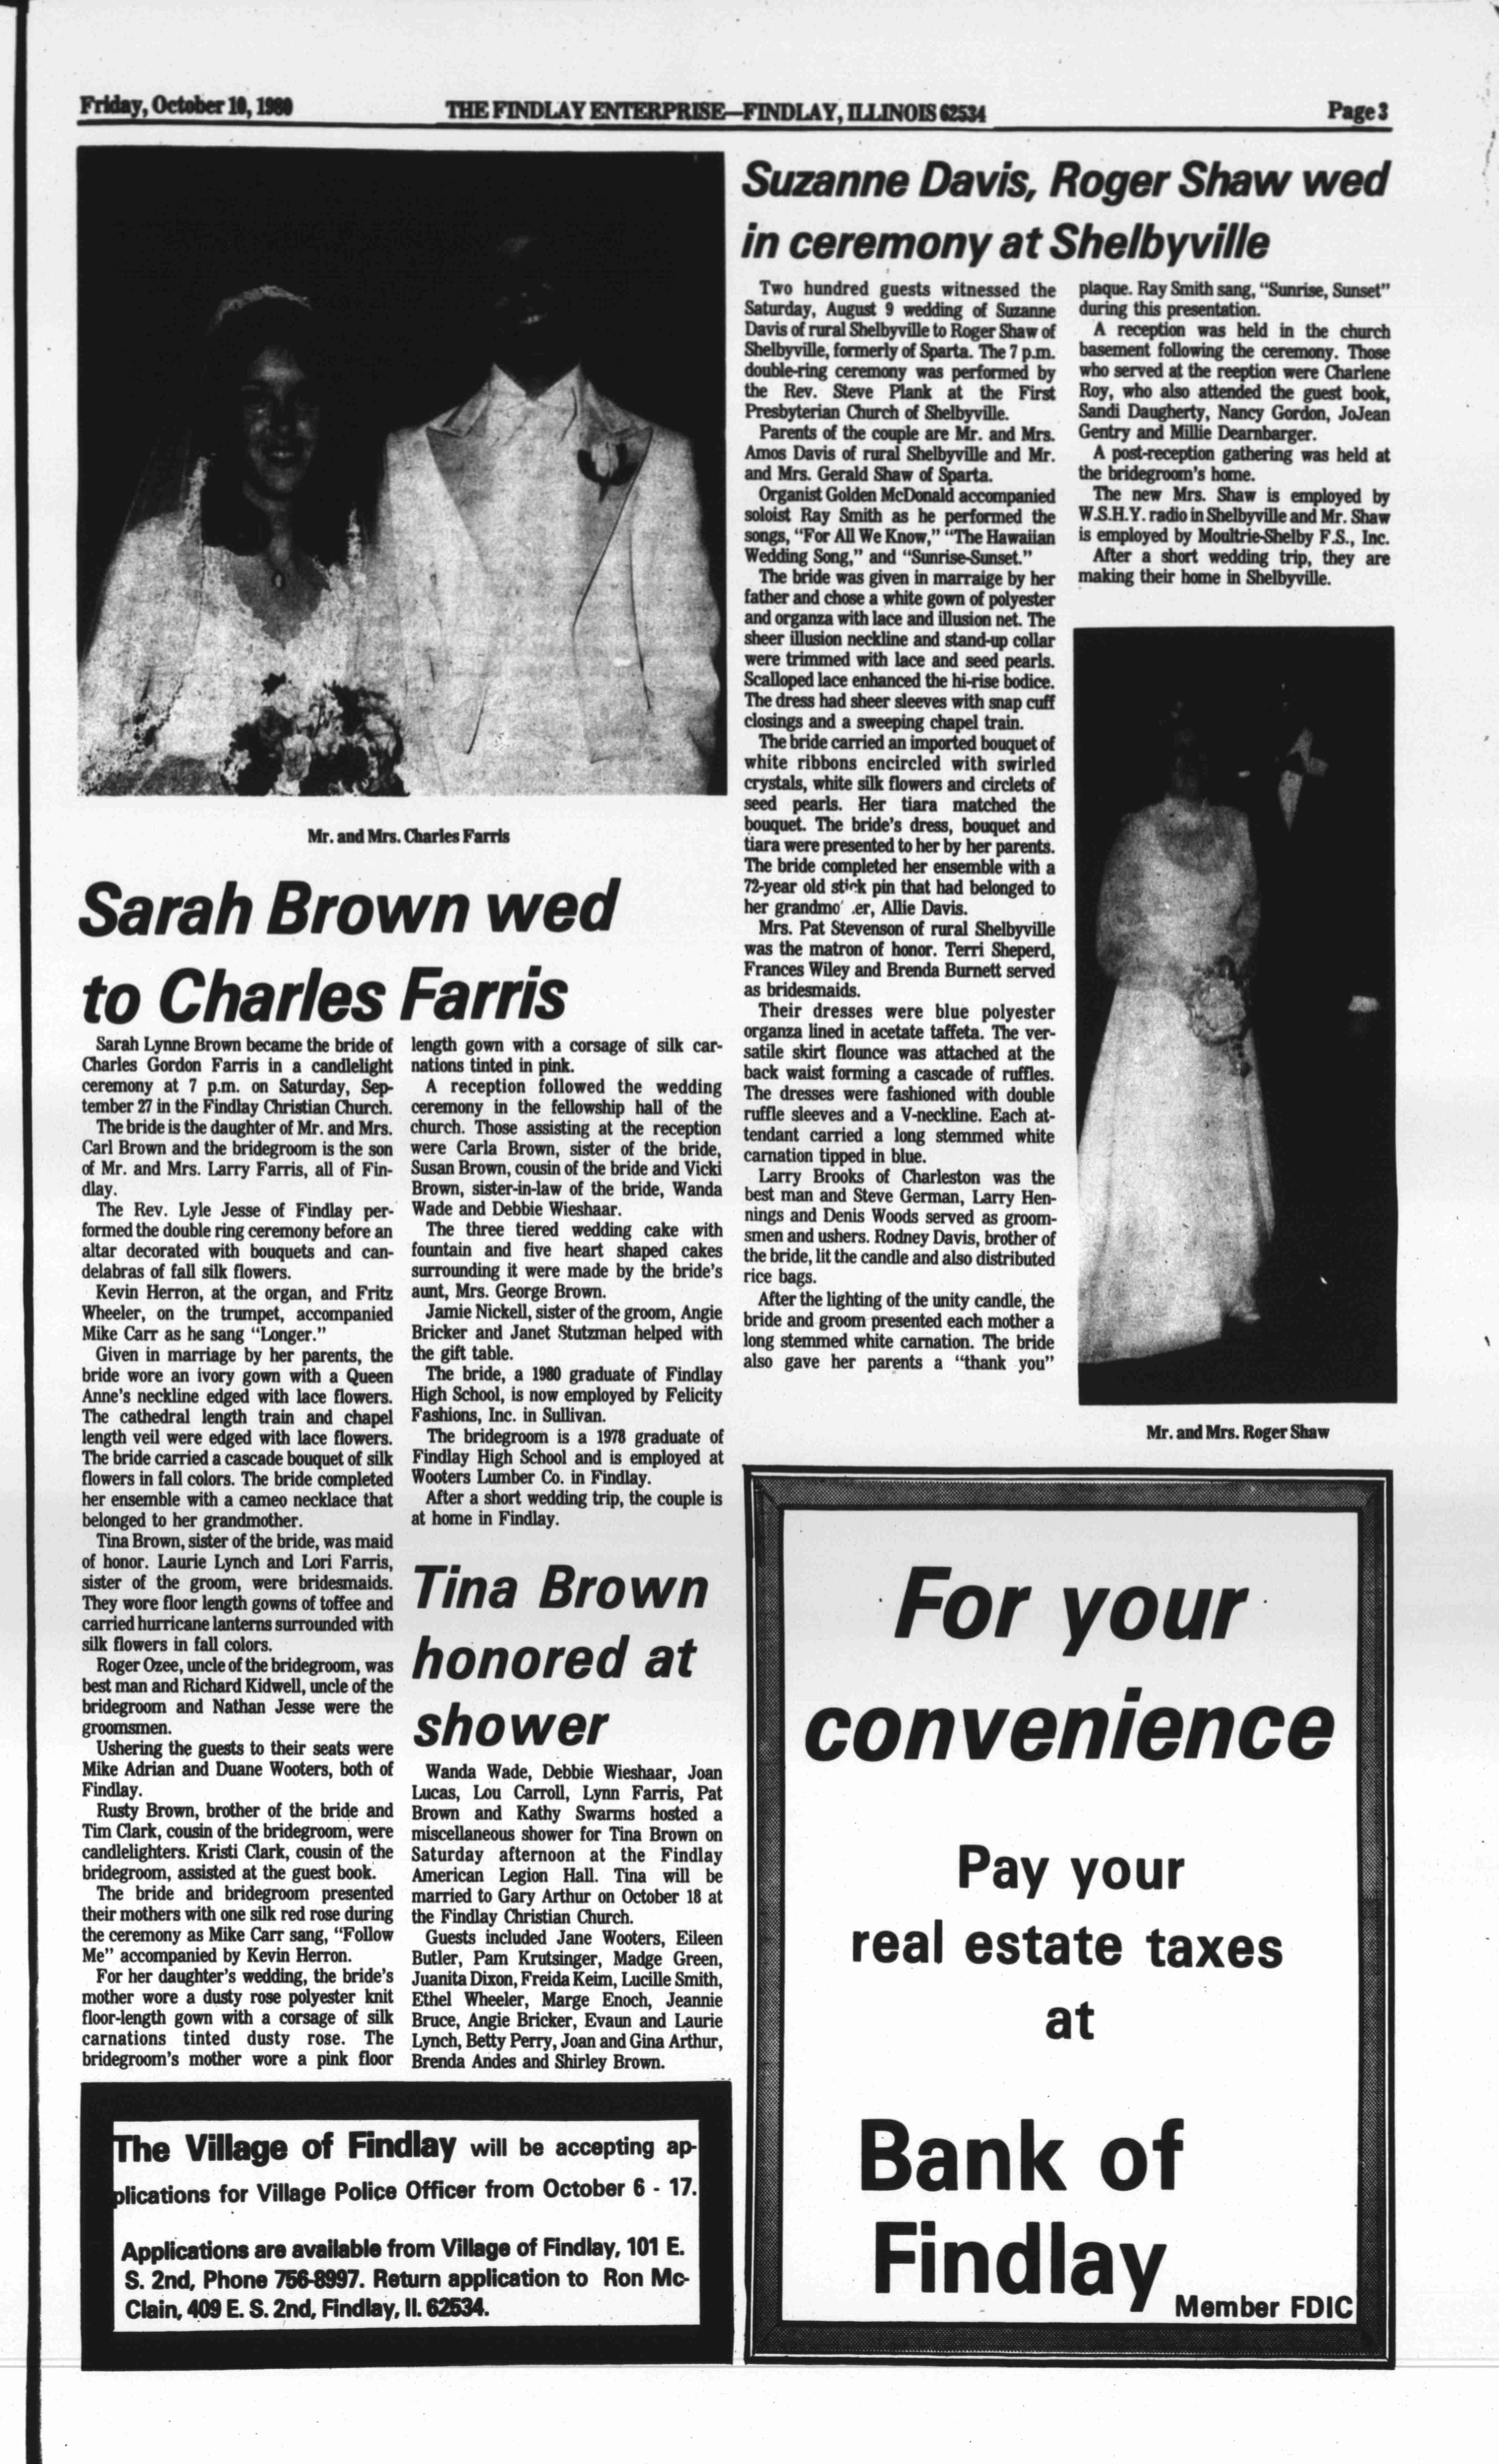 Friday, October 10, 1980
THE FINDLAY ENTERPRISE—FINDLAY, ILLINOIS 62534
Page 3
Mr. and Mrs. Charles Farris
Sarah Brown wed
to Charles Farris
Sarah Lynne Brown became the bride of
Charles Gordon Farris in a candlelight
ceremony at 7 p.m. on Saturday, Sep-
tember 27 in the Findlay Christian Church.
The bride is the daughter of Mr. and Mrs.
Carl Brown and the bridegroom is the son
of Mr. and Mrs. Larry Farris, all of Fin-
dlay.
The Rev. Lyle Jesse of Findlay per-
formed the double ring ceremony before an
altar decorated with bouquets and can-
delabras of fall silk flowers.
Kevin Herron, at the organ, and Fritz
Wheeler, on the trumpet, accompanied
Mike Carr as he sang "Longer."
Given in marriage by her parents, the
bride wore an ivory gown with a Queen
Anne's neckline edged with lace flowers.
The cathedral length train and chapel
length veil were edged with lace flowers.
The bride carried a cascade bouquet of silk
flowers in fall colors. The bride completed
her ensemble with a cameo necklace that
belonged to her grandmother.
Tina Brown, sister of the bride, was maid
of honor. Laurie Lynch and Lori Farris,
sister of the groom, were bridesmaids.
They wore floor length gowns of toffee and
carried hurricane lanterns surrounded with
silk flowers in fall colors.
Roger Ozee, uncle of the bridegroom, was
best man and Richard Kidwell, uncle of the
bridegroom and Nathan Jesse were the
groomsmen.
Ushering the guests to their seats were
Mike Adrian and Duane Wooters, both of
Findlay.
Rusty Brown, brother of the bride and
Tim Clark, cousin of the bridegroom, were
candlelighters. Kristi Clark, cousin of the
bridegroom, assisted at the guest book.
The bride and bridegroom presented
their mothers with one silk red rose during
the ceremony as Mike Carr sang, "Follow
Me" accompanied by Kevin Herron.
For her daughter's wedding, the bride's
mother wore a dusty rose polyester knit
floor-length gown with a corsage of silk
carnations tinted dusty rose. The
bridegroom's mother wore a pink floor
length gown with a corsage of silk car-
nations tinted in pink.
A reception followed the wedding
ceremony in the fellowship hall of the
church. Those assisting at the reception
were Carla Brown, sister of the bride,
Susan Brown, cousin of the bride and Vicki
Brown, sister-in-law of the bride, Wanda
Wade and Debbie Wieshaar.
The three tiered wedding cake with
fountain and five heart shaped cakes
surrounding it were made by the bride's
aunt, Mrs. George Brown.
Jamie Nickell, sister of the groom, Angie
Bricker and Janet Stutzman helped with
the gift table.
The bride, a 1980 graduate of Findlay
High School, is now employed by Felicity
Fashions, Inc. in Sullivan.
The bridegroom is a 1978 graduate of
Findlay High School and is employed at
Wooters Lumber Co. in Findlay.
After a short wedding trip, the couple is
at home in Findlay.
Tina Brown
honored at
shower
Wanda Wade, Debbie Wieshaar, Joan
Lucas, Lou Carroll, Lynn Farris, Pat
Brown and Kathy Swarms hosted a
miscellaneous shower for Tina Brown on
Saturday afternoon at the Findlay
American Legion Hall. Tina will be
married to Gary Arthur on October 18 at
the Findlay Christian Church.
Guests included Jane Wooters, Eileen
Butler, Pam Krutsinger, Madge Green,
Juanita Dixon, Freida Keim, Lucille Smith,
Ethel Wheeler, Marge Enoch, Jeannie
Bruce, Angie Bricker, Evaun and Laurie
Lynch, Betty Perry, Joan and Gina Arthur,
Brenda Andes and Shirley Brown.
The Village of Findlay will be accepting ap-
plications for Village Police Officer from October 6 - 17.
Applications are available from Village of Findlay, 101 E.
S. 2nd, Phone 756-8997. Return application to Ron Mc-
Clain, 409 E. S. 2nd, Findlay, Il. 62534.
Suzanne Davis, Roger Shaw wed
in ceremony at Shelbyville
Two hundred guests witnessed the
Saturday, August 9 wedding of Suzanne
Davis of rural Shelbyville to Roger Shaw of
Shelbyville, formerly of Sparta. The 7 p.m.
double-ring ceremony was performed by
the Rev. Steve Plank at the First
Presbyterian Church of Shelbyville.
Parents of the couple are Mr. and Mrs.
Amos Davis of rural Shelbyville and Mr.
and Mrs. Gerald Shaw of Sparta.
Organist Golden McDonald accompanied
soloist Ray Smith as he performed the
songs, "For All We Know," "The Hawaiian
Wedding Song," and "Sunrise-Sunset."
The bride was given in marraige by her
father and chose a white gown of polyester
and organza with lace and illusion net. The
sheer illusion neckline and stand-up collar
were trimmed with lace and seed pearls.
Scalloped lace enhanced the hi-rise bodice.
The dress had sheer sleeves with snap cuff
closings and a sweeping chapel train.
The bride carried an imported bouquet of
white ribbons encircled with swirled
crystals, white silk flowers and circlets of
seed pearls. Her tiara matched the
bouquet. The bride's dress, bouquet and
tiara were presented to her by her parents.
The bride completed her ensemble with a
72-year old stick pin that had belonged to
her grandmo' .er, Allie Davis.
Mrs. Pat Stevenson of rural Shelbyville
was the matron of honor. Terri Sheperd,
Frances Wiley and Brenda Burnett served
as bridesmaids.
Their dresses were blue polyester
organza lined in acetate taffeta. The ver-
satile skirt flounce was attached at the
back waist forming a cascade of ruffles.
The dresses were fashioned with double
ruffle sleeves and a V-neckline. Each at-
tendant carried a long stemmed white
carnation tipped in blue.
Larry Brooks of Charleston was the
best man and Steve German, Larry Hen-
nings and Denis Woods served as groom-
smen and ushers. Rodney Davis, brother of
the bride, lit the candle and also distributed
rice bags.
After the lighting of the unity candle, the
bride and groom presented each mother a
long stemmed white carnation. The bride
also gave her parents a "thank you"
plaque. Ray Smith sang, "Sunrise, Sunset"
during this presentation.
A reception was held in the church
basement following the ceremony. Those
who served at the reeption were Charlene
Roy, who also attended the guest book,
Sandi Daugherty, Nancy Gordon, JoJean
Gentry and Millie Dearnbarger.
A post-reception gathering was held at
the bridegroom's home.
The new Mrs. Shaw is employed by
W.S.H.Y. radio in Shelbyville and Mr. Shaw
is employed by Moultrie-Shelby F.S., Inc.
After a short wedding trip, they are
making their home in Shelbyville.
Mr. and Mrs. Roger Shaw
For your
convenience
Pay your
real estate taxes
at
Bank of
Findlay
Member FDIC